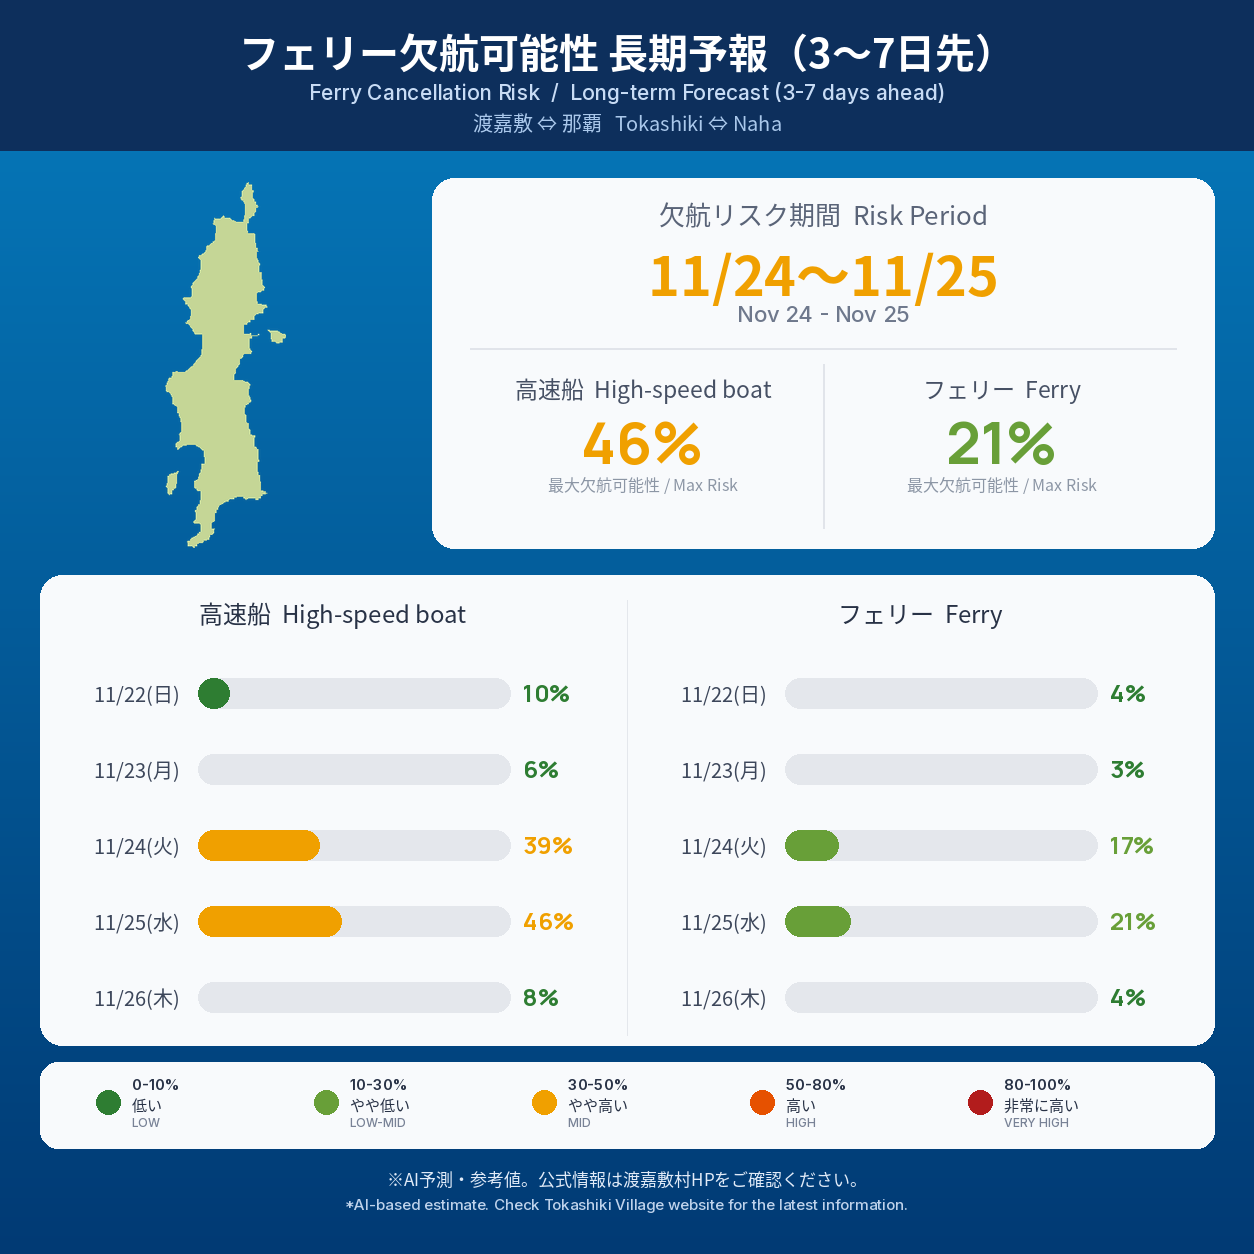 フェリー欠航可能性 長期予報（3〜7日先）
Ferry Cancellation Risk / Long-term Forecast (3-7 days ahead)
渡嘉敷 ⇔ 那覇 Tokashiki ⇔ Naha
欠航リスク期間 Risk Period
11/24〜11/25
Nov 24 - Nov 25
高速船 High-speed boat
46%
最大欠航可能性 / Max Risk
フェリー Ferry
21%
最大欠航可能性 / Max Risk
高速船 High-speed boat
11/22(日) 10%
11/23(月) 6%
11/24(火) 39%
11/25(水) 46%
11/26(木) 8%
フェリー Ferry
11/22(日) 4%
11/23(月) 3%
11/24(火) 17%
11/25(水) 21%
11/26(木) 4%
0-10%
低い
LOW
10-30%
やや低い
LOW-MID
30-50%
やや高い
MID
50-80%
高い
HIGH
80-100%
非常に高い
VERY HIGH
※AI予測・参考値。公式情報は渡嘉敷村HPをご確認ください。
*AI-based estimate. Check Tokashiki Village website for the latest information.